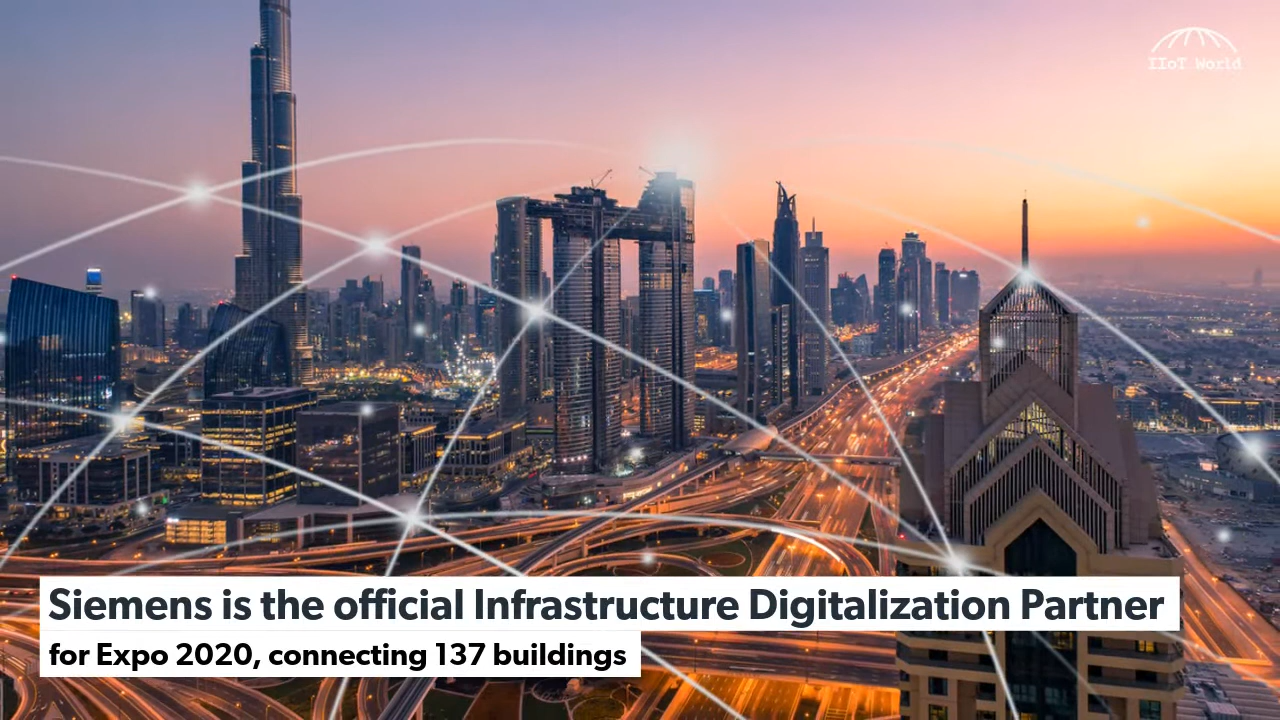 IIoT World
Siemens is the official Infrastructure Digitalization Partner
for Expo 2020, connecting 137 buildings